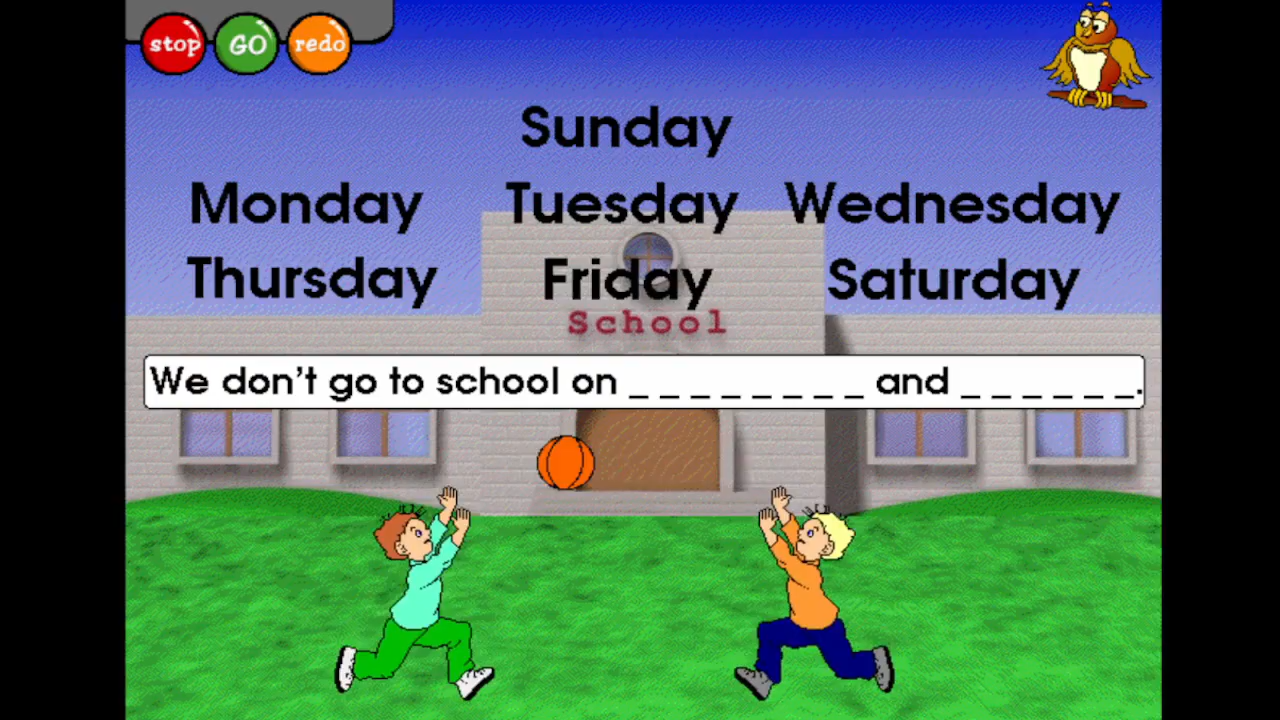 stop GO redo
Sunday
Monday Tuesday Wednesday
Thursday Friday Saturday
School
We don't go to school on _ _ _ _ _ _ _ _ and _ _ _ _ _ _.